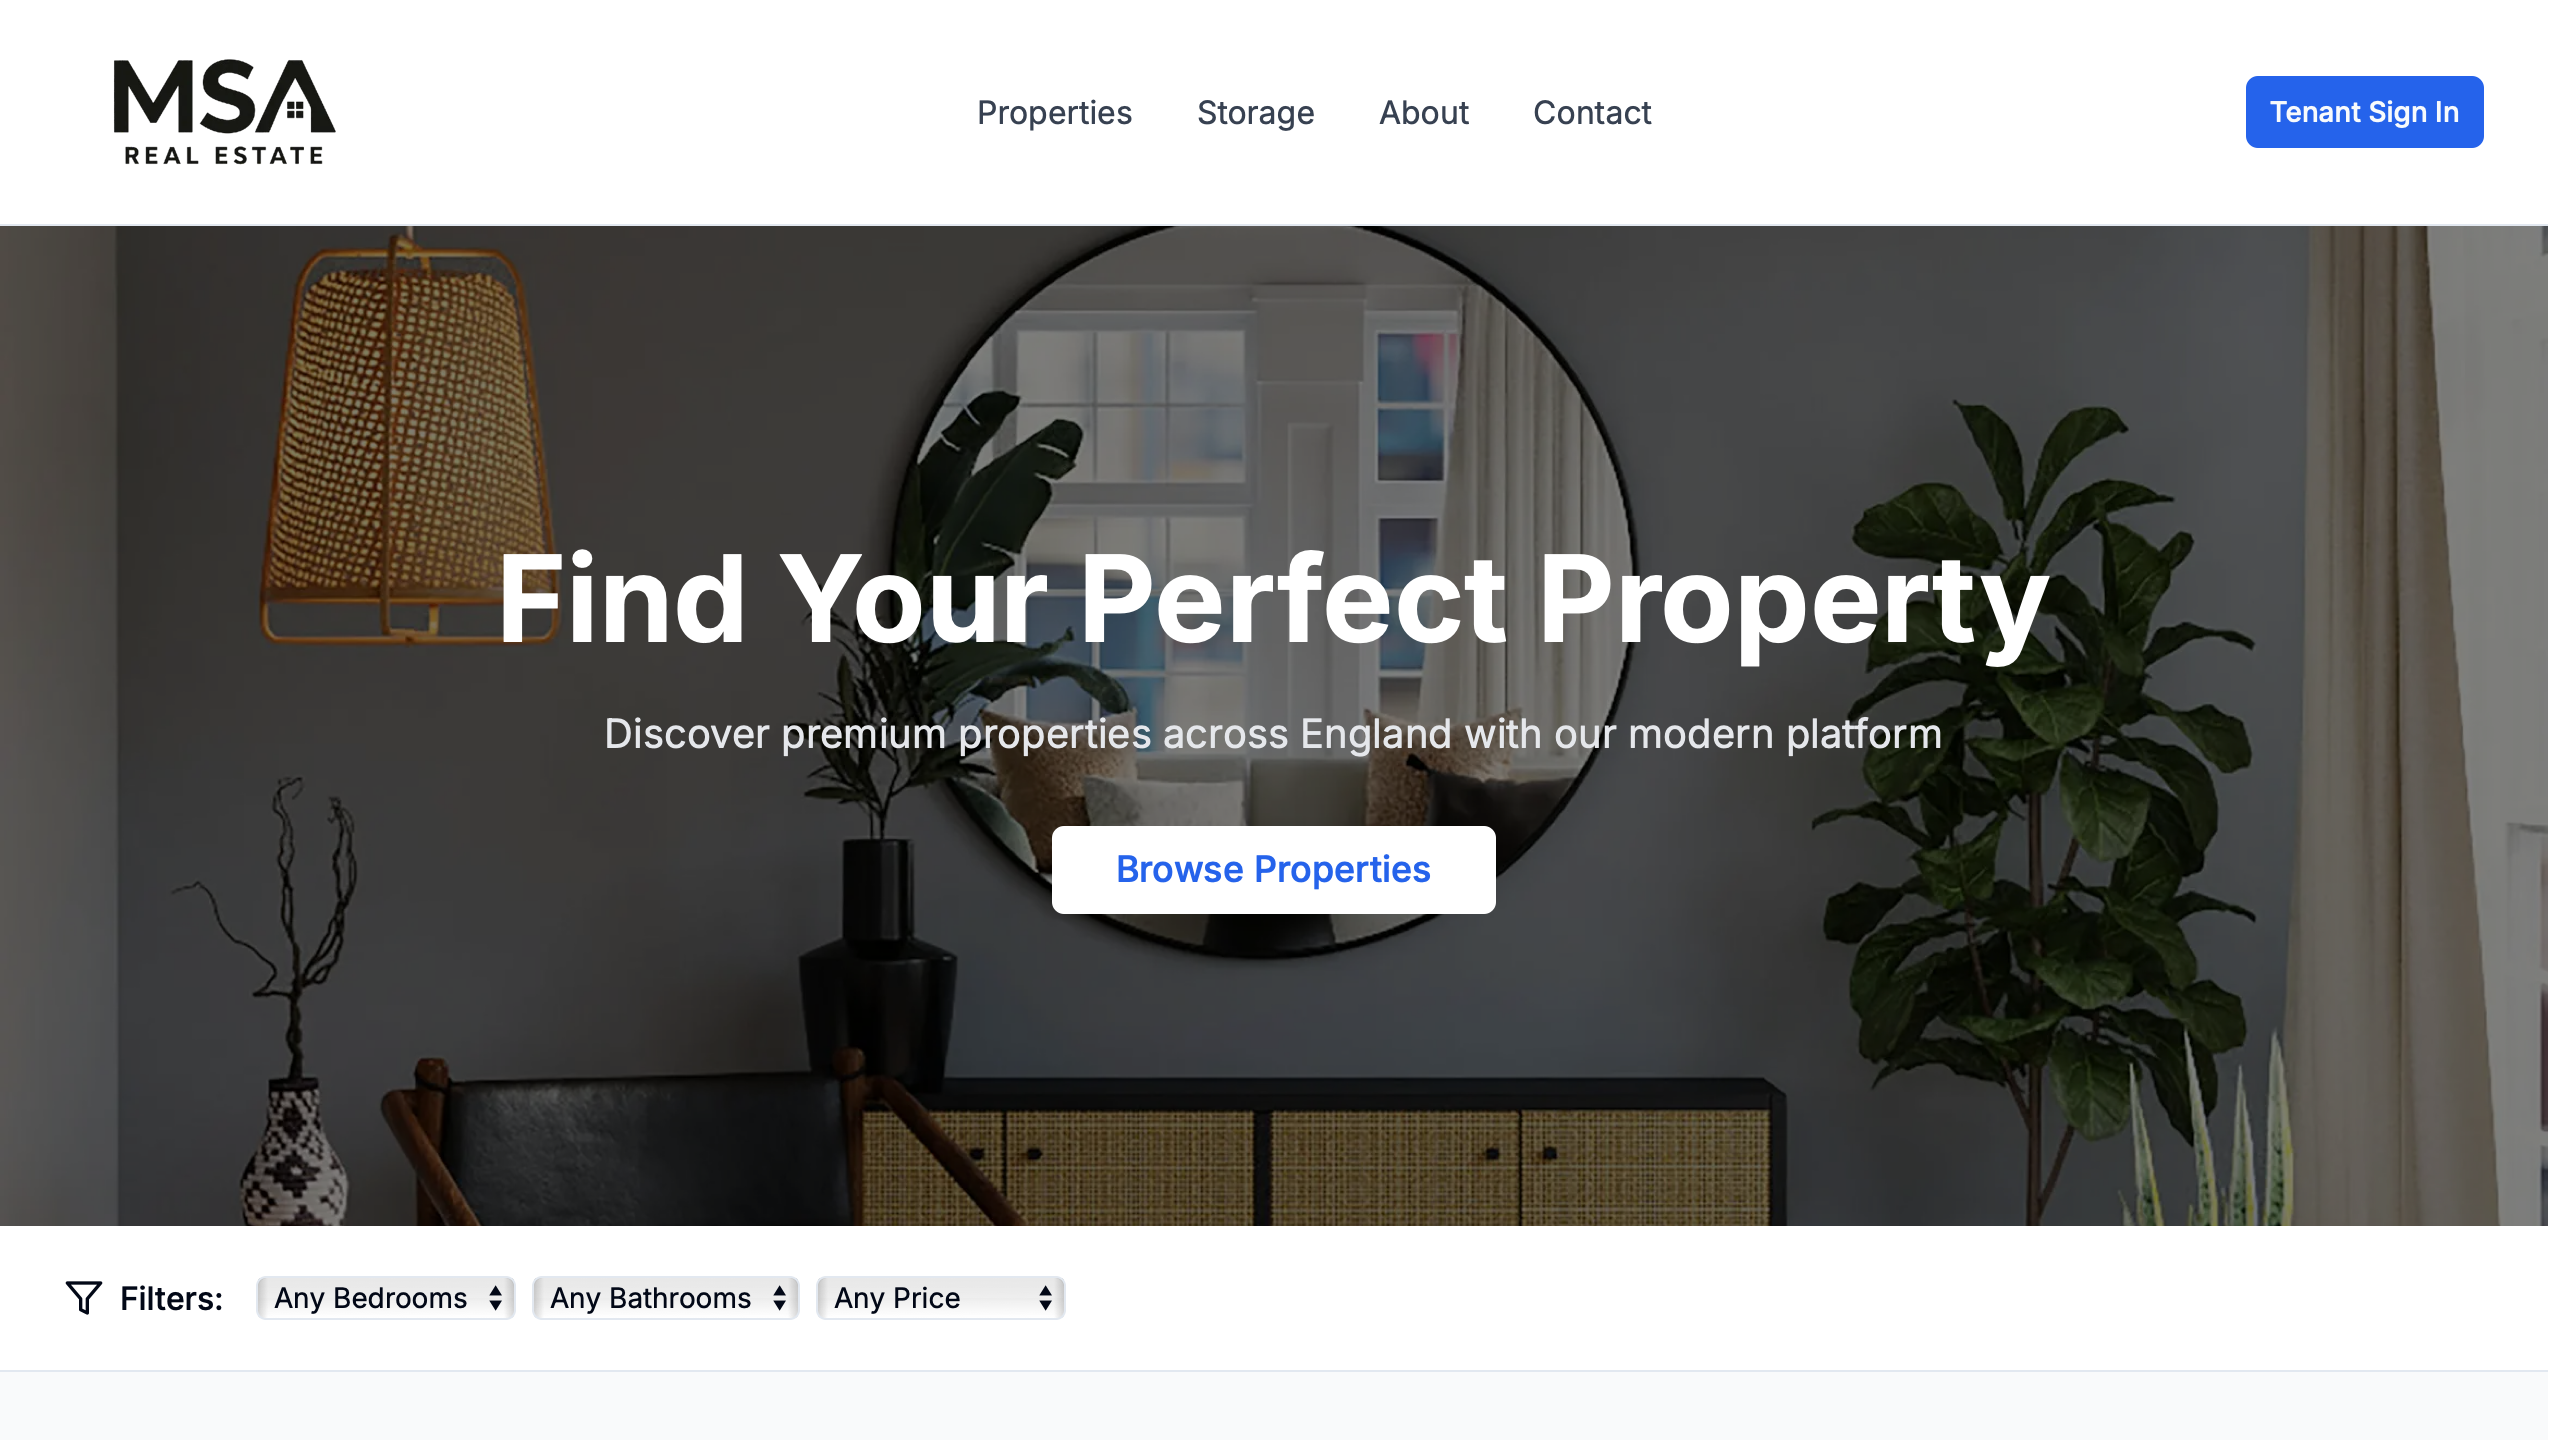 MSA
REAL ESTATE
Properties
Storage
About
Contact
Tenant Sign In
Find Your Perfect Property
Discover premium properties across England with our modern platform
Browse Properties
Filters:
Any Bedrooms
Any Bathrooms
Any Price